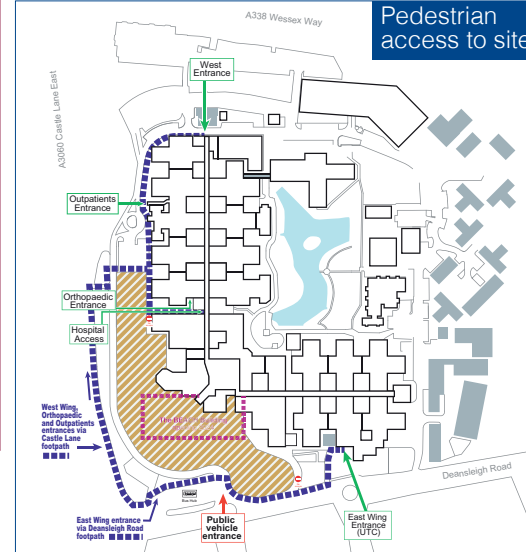 Pedestrian
access to site
A338 Wessex Way
A3060 Castle Lane East
West
Entrance
Outpatients
Entrance
Orthopaedic
Entrance
Hospital
Access
West Wing,
Orthopaedic
and Outpatients
entrances via
Castle Lane
footpath
East Wing entrance
via Deansleigh Road
footpath
Bus Hub
Public
vehicle
entrance
East Wing
Entrance
(UTC)
Deansleigh Road